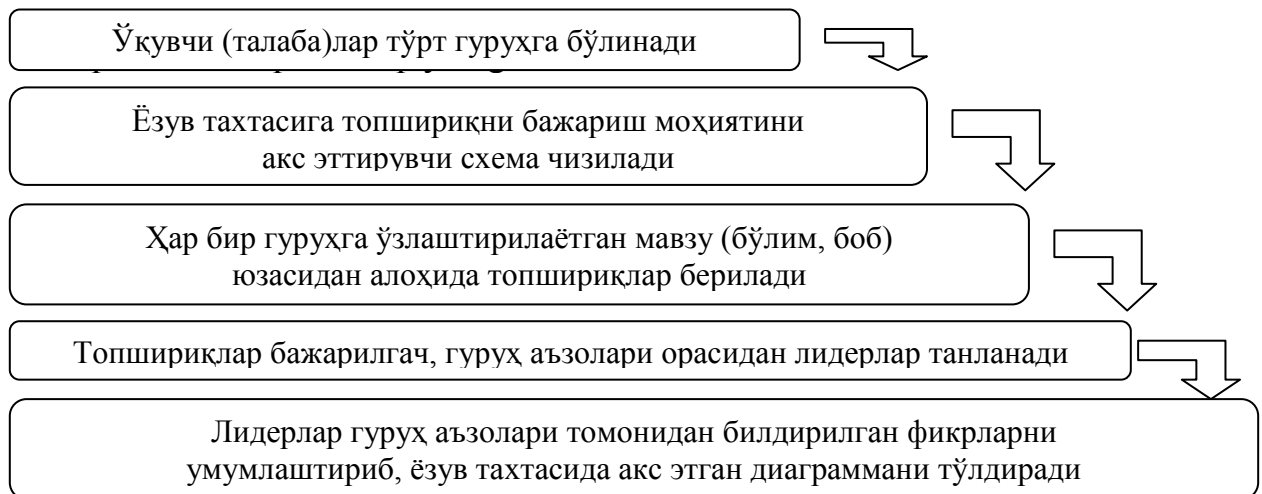 Ўқувчи (талаба)лар тўрт гуруҳга бўлинади
Ёзув тахтасига топшириқни бажариш моҳиятини
акс эттирувчи схема чизилади
Ҳар бир гуруҳга ўзлаштирилаётган мавзу (бўлим, боб)
юзасидан алоҳида топшириқлар берилади
Топшириқлар бажарилгач, гуруҳ аъзолари орасидан лидерлар танланади
Лидерлар гуруҳ аъзолари томонидан билдирилган фикрларни
умумлаштириб, ёзув тахтасида акс этган диаграммани тўлдиради